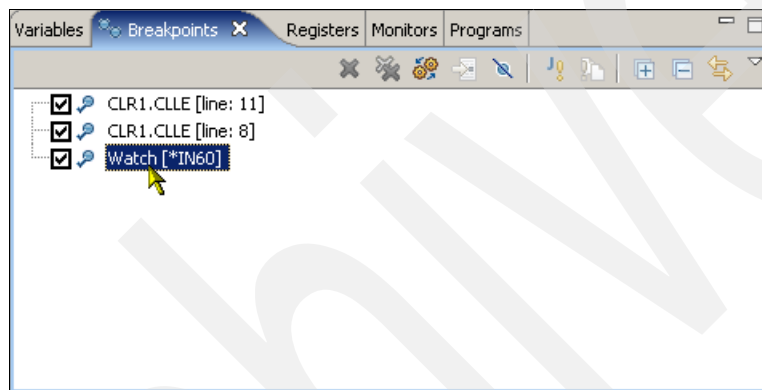 Variables Breakpoints Registers Monitors Programs
CLR1.CLLE [line: 11]
CLR1.CLLE [line: 8]
Watch [*IN60]